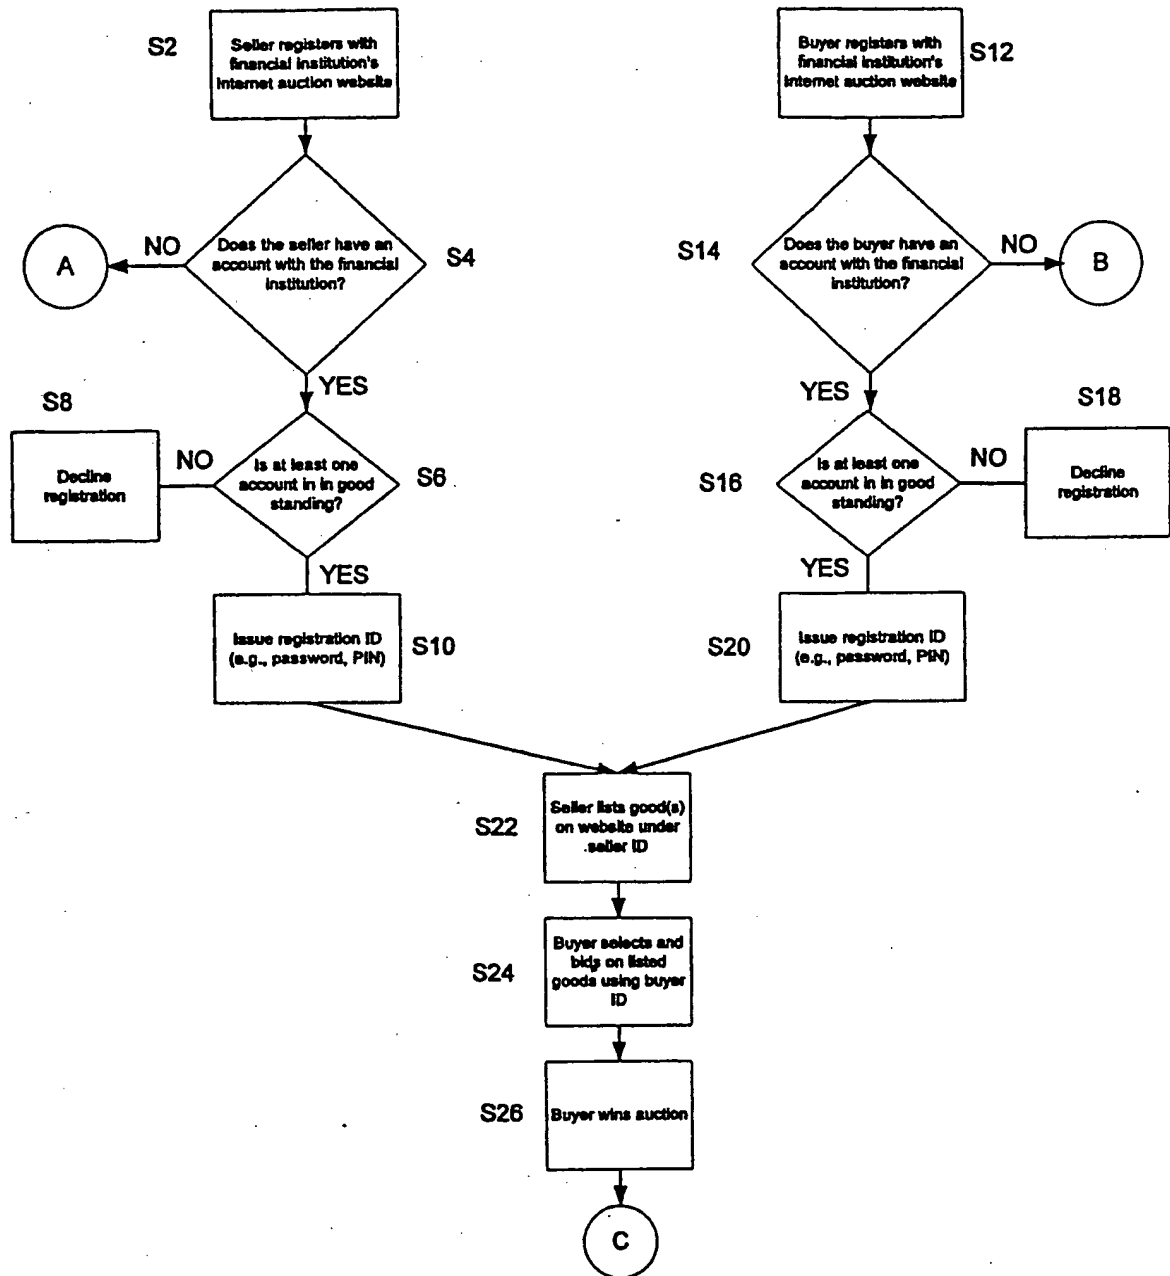 S2
Seller registers with
financial institution's
Internet auction website
Buyer registers with
financial institution's
Internet auction website
S12
A
NO
Does the seller have an
account with the financial
institution?
S4
S14
Does the buyer have an
account with the financial
institution?
NO
B
YES
YES
S8
Decline
registration
NO
Is at least one
account in in good
standing?
S6
S16
Is at least one
account in in good
standing?
NO
S18
Decline
registration
YES
YES
Issue registration ID
(e.g., password, PIN)
S10
S20
Issue registration ID
(e.g., password, PIN)
S22
Seller lists good(s)
on website under
seller ID
S24
Buyer selects and
bids on listed
goods using buyer
ID
S26
Buyer wins auction
C